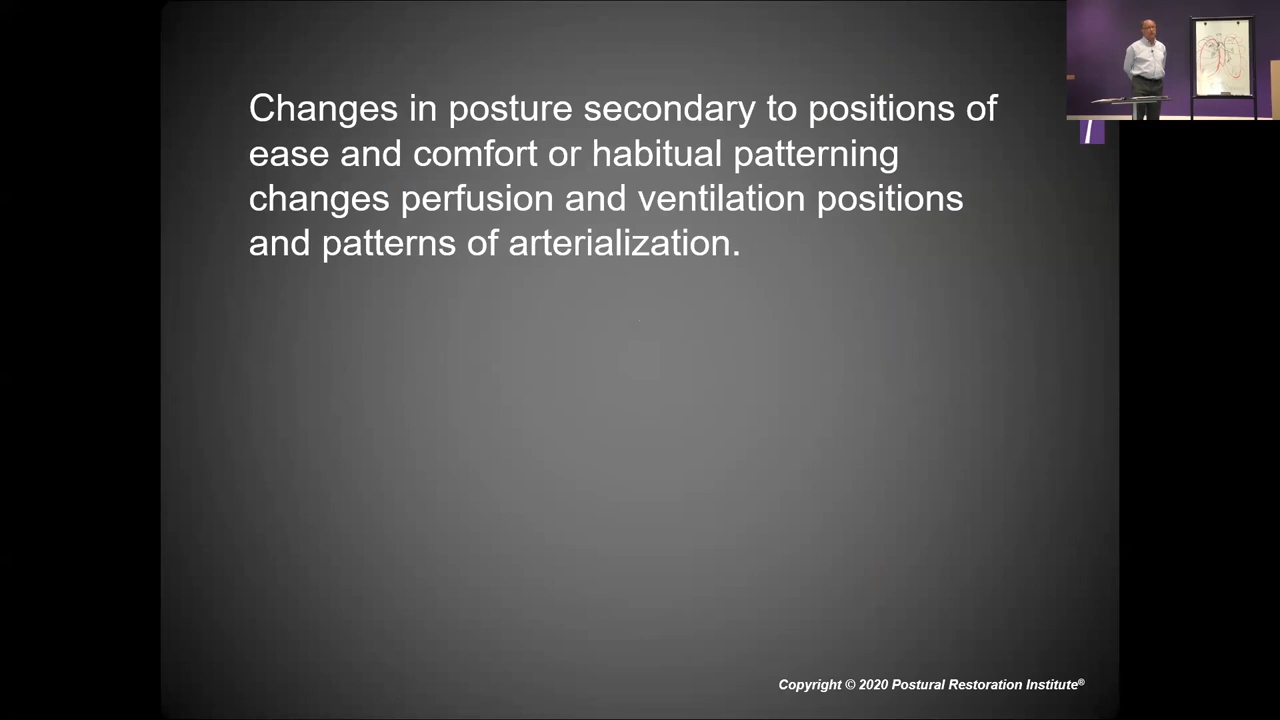 Changes in posture secondary to positions of
ease and comfort or habitual patterning
changes perfusion and ventilation positions
and patterns of arterialization.
Copyright © 2020 Postural Restoration Institute®